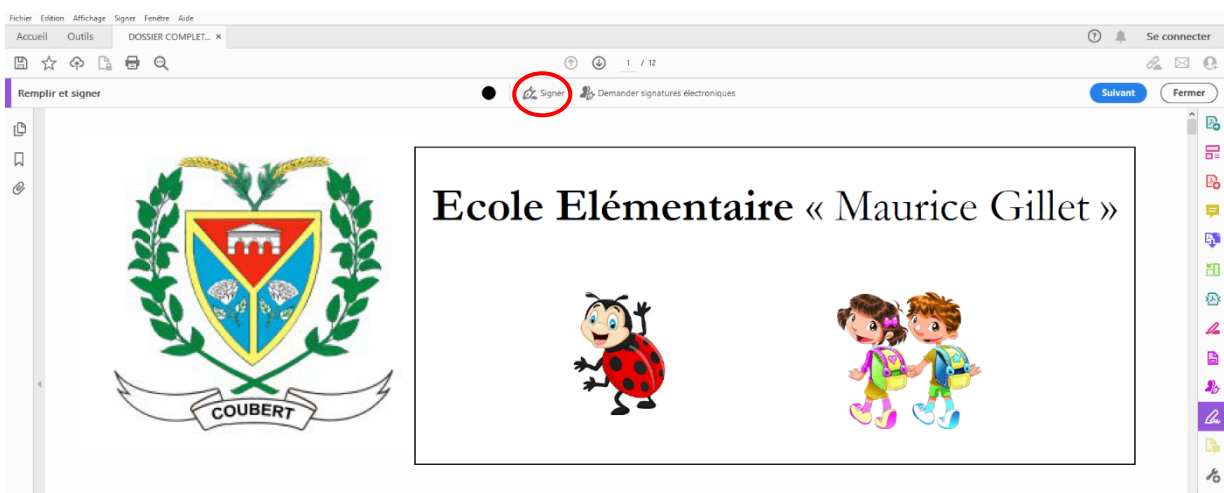 Fichier Edition Affichage Signer Fenêtre Aide
Accueil Outils DOSSIER COMPLET... × Se connecter
1 / 12
Remplir et signer Signer Demander signatures électroniques Suivant Fermer
Ecole Elémentaire « Maurice Gillet »
COUBERT